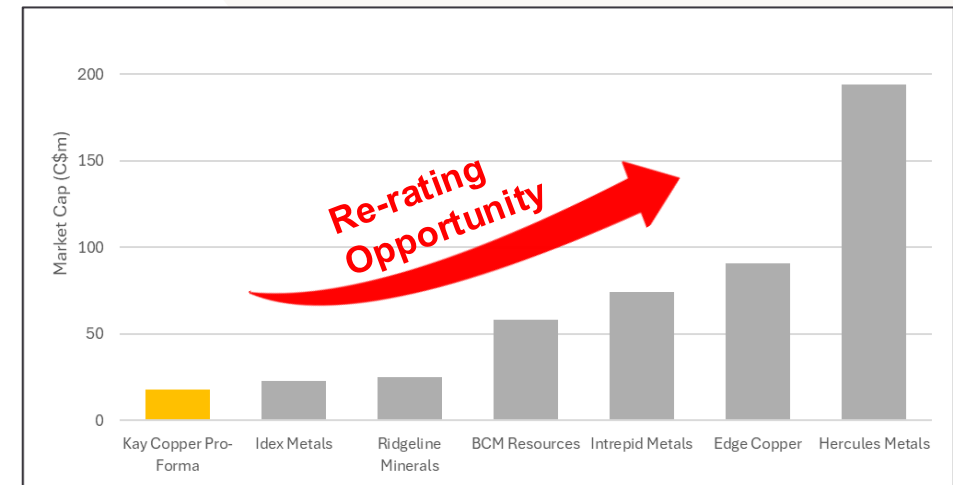 200
150
100
50
0
Market Cap (C$m)
Re-rating
Opportunity
Kay Copper Pro-
Forma
Idex Metals
Ridgeline
Minerals
BCM Resources
Intrepid Metals
Edge Copper
Hercules Metals